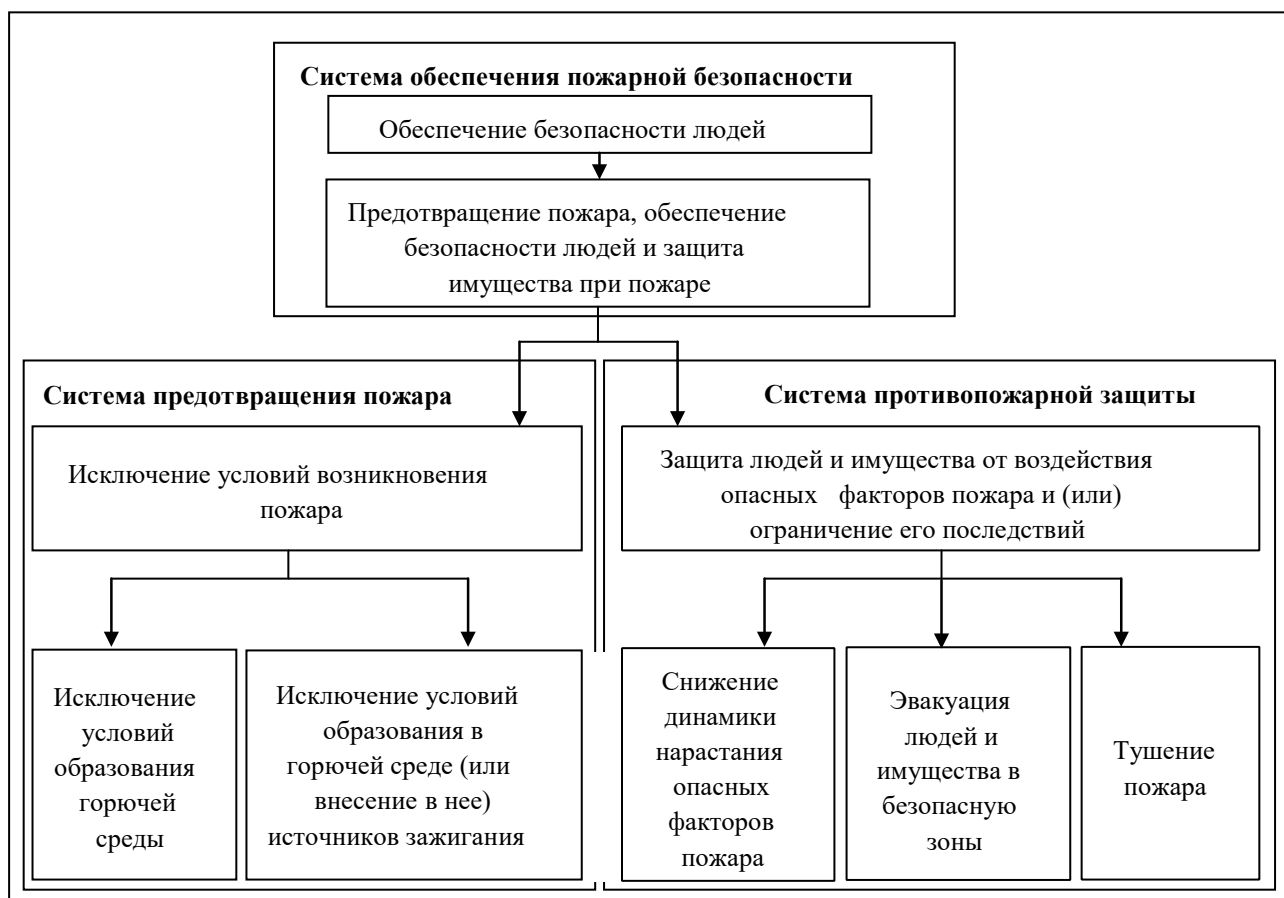 Система обеспечения пожарной безопасности
Обеспечение безопасности людей
Предотвращение пожара, обеспечение
безопасности людей и защита
имущества при пожаре
Система предотвращения пожара
Исключение условий возникновения
пожара
Исключение
условий
образования
горючей
среды
Исключение условий
образования в
горючей среде (или
внесение в нее)
источников зажигания
Система противопожарной защиты
Защита людей и имущества от воздействия
опасных факторов пожара и (или)
ограничение его последствий
Снижение
динамики
нарастания
опасных
факторов
пожара
Эвакуация
людей и
имущества в
безопасную
зоны
Тушение
пожара